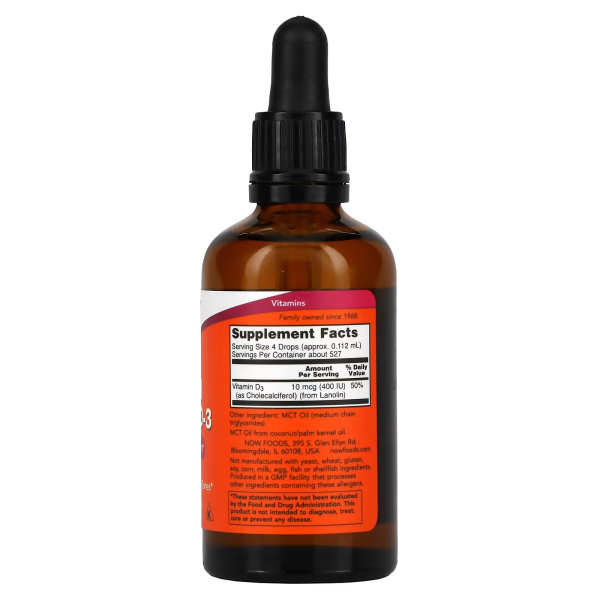 Vitamins
Family owned since 1968.
Supplement Facts
Serving Size 4 Drops (approx. 0.112 mL)
Servings Per Container about 527
Amount Per Serving % Daily Value
Vitamin D3 10 mcg (400 IU) 50%
(as Cholecalciferol) (from Lanolin)
Other ingredient: MCT Oil (medium chain
triglycerides).
MCT Oil from coconut/palm kernel oil.
NOW FOODS, 395 S. Glen Ellyn Rd.
Bloomingdale, IL 60108, USA nowfoods.com
Not manufactured with yeast, wheat, gluten,
soy, corn, milk, egg, fish or shellfish ingredients.
Produced in a GMP facility that processes
other ingredients containing these allergens.
*These statements have not been evaluated
by the Food and Drug Administration. This
product is not intended to diagnose, treat,
cure or prevent any disease.
-3
K